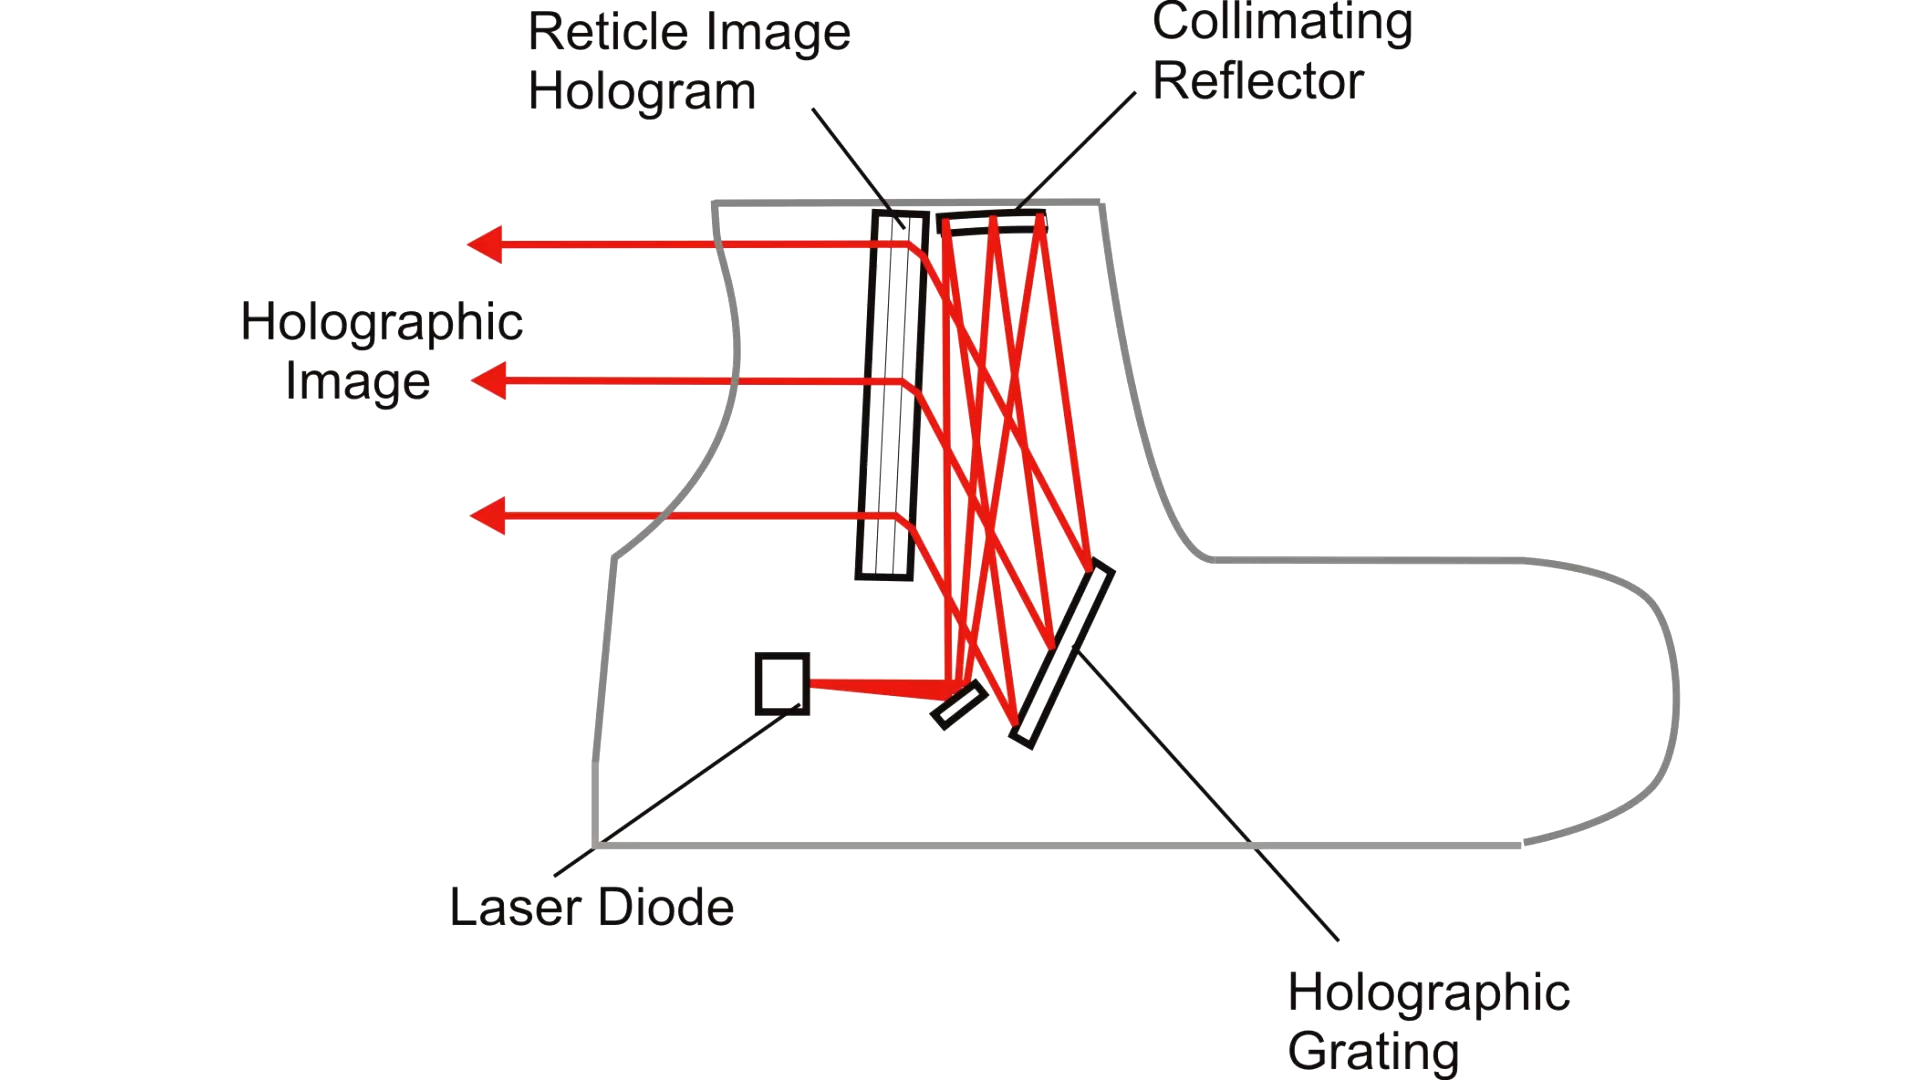 Reticle Image
Hologram
Collimating
Reflector
Holographic
Image
Laser Diode
Holographic
Grating